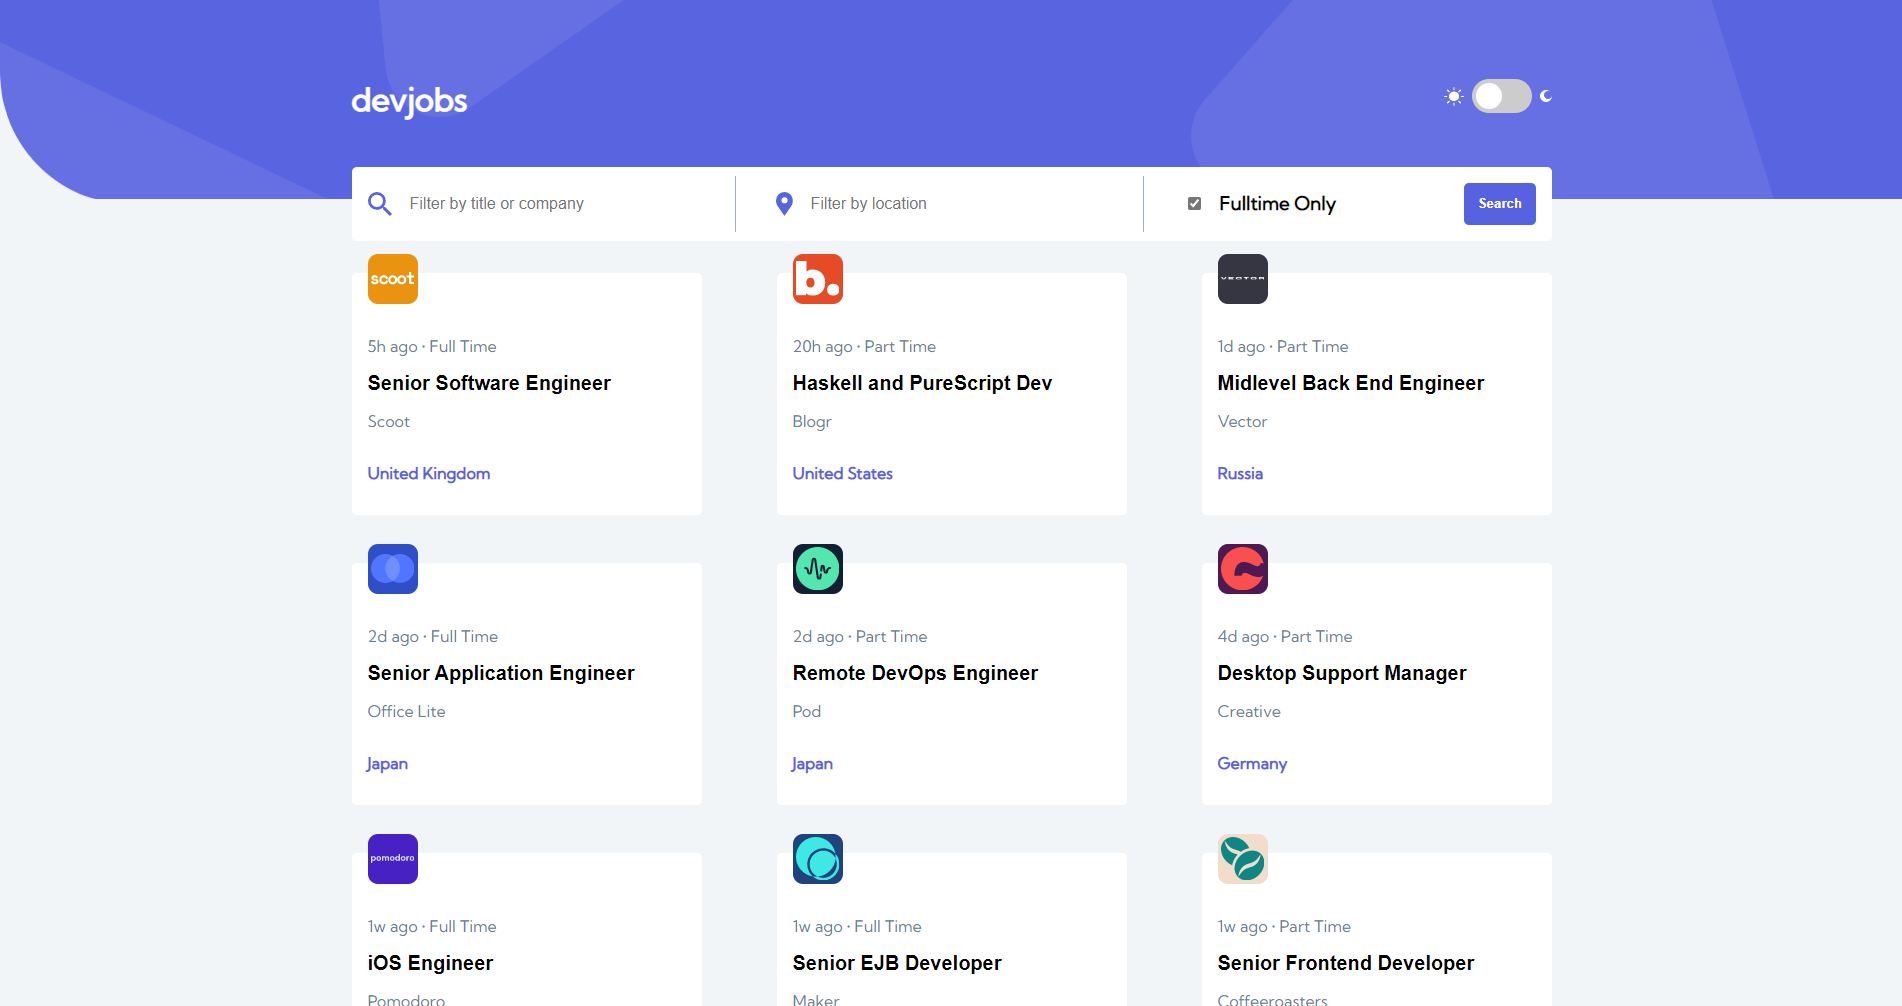 devjobs
Filter by title or company
Filter by location
Fulltime Only
Search
scoot
5h ago · Full Time
Senior Software Engineer
Scoot
United Kingdom
b.
20h ago · Part Time
Haskell and PureScript Dev
Blogr
United States
VECTOR
1d ago · Part Time
Midlevel Back End Engineer
Vector
Russia
2d ago · Full Time
Senior Application Engineer
Office Lite
Japan
2d ago · Part Time
Remote DevOps Engineer
Pod
Japan
4d ago · Part Time
Desktop Support Manager
Creative
Germany
pomodoro
1w ago · Full Time
iOS Engineer
Pomodoro
1w ago · Full Time
Senior EJB Developer
Maker
1w ago · Part Time
Senior Frontend Developer
Coffeeroasters